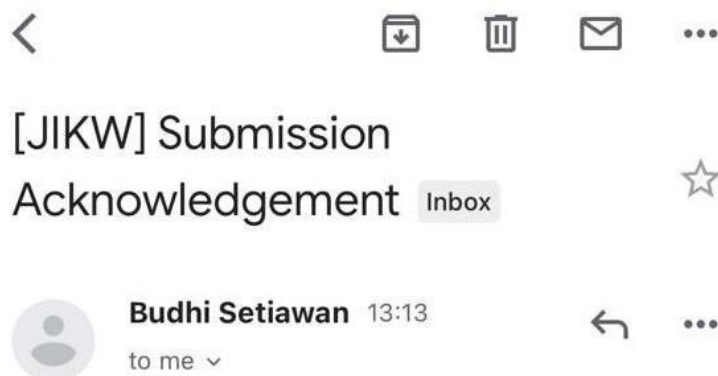 [JIKW] Submission
Acknowledgement Inbox
Budhi Setiawan 13:13
to me